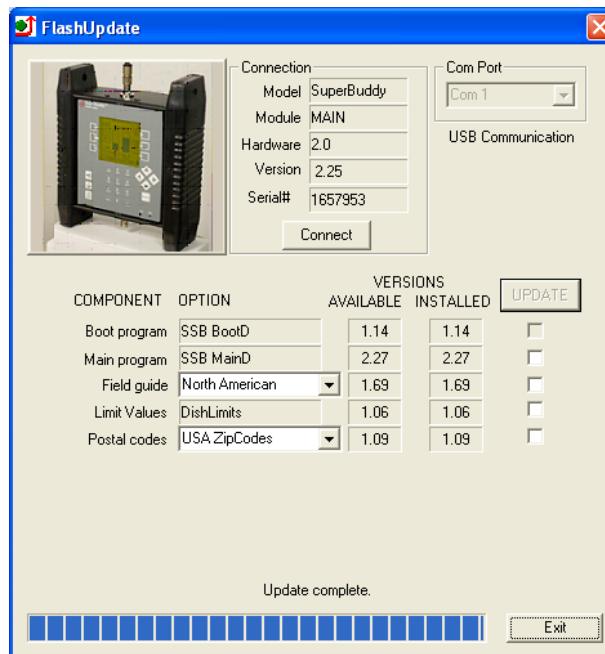 FlashUpdate
Connection
Model SuperBuddy
Module MAIN
Hardware 2.0
Version 2.25
Serial# 1657953
Connect
Com Port
Com 1
USB Communication
VERSIONS
COMPONENT OPTION AVAILABLE INSTALLED UPDATE
Boot program SSB BootD 1.14 1.14
Main program SSB MainD 2.27 2.27
Field guide North American 1.69 1.69
Limit Values DishLimits 1.06 1.06
Postal codes USA ZipCodes 1.09 1.09
Update complete.
Exit